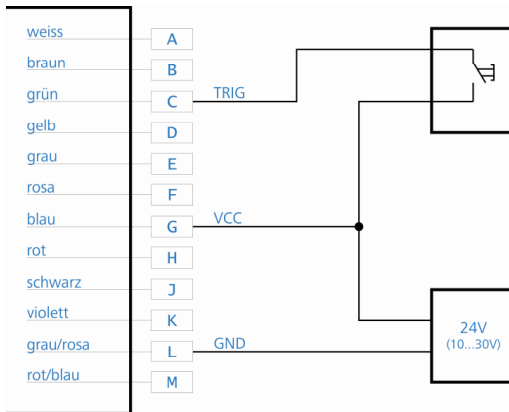 weiss A
braun B
grün C TRIG
gelb D
grau E
rosa F
blau G VCC
rot H
schwarz J
violett K
grau/rosa L GND
rot/blau M
24V
(10...30V)